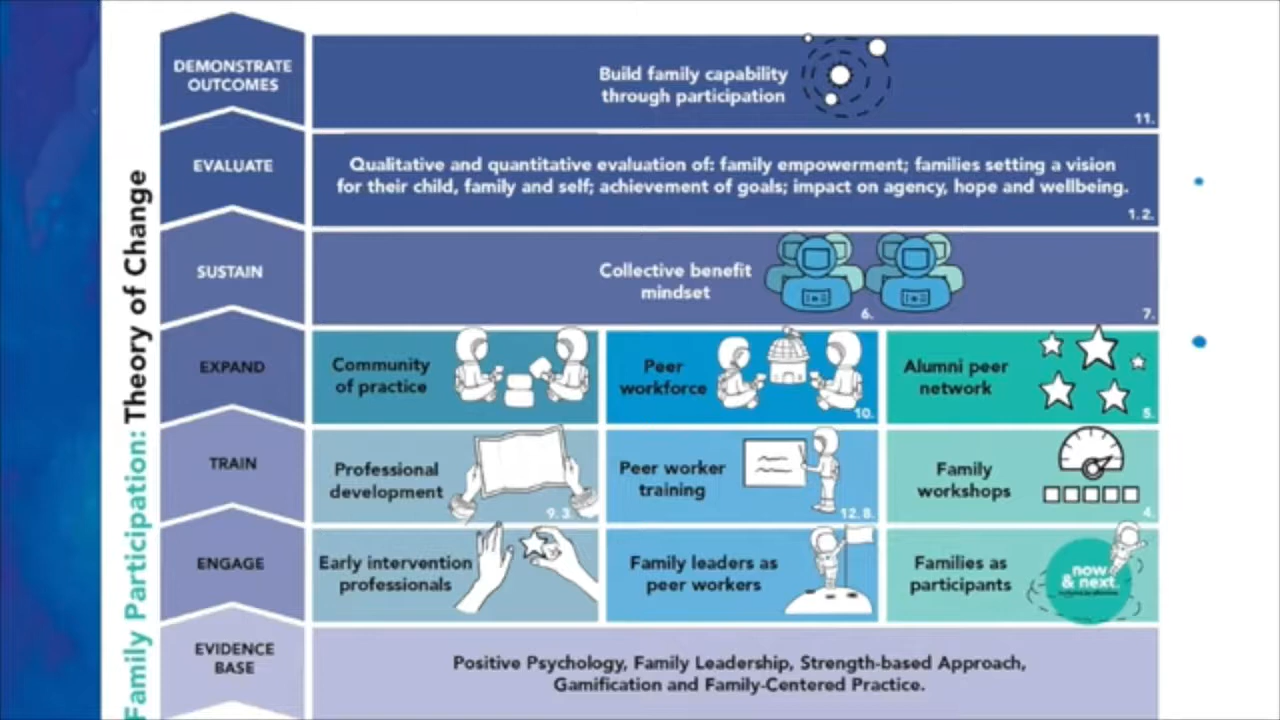 Family Participation: Theory of Change
DEMONSTRATE
OUTCOMES
Build family capability
through participation
11.
EVALUATE
Qualitative and quantitative evaluation of: family empowerment; families setting a vision
for their child, family and self; achievement of goals; impact on agency, hope and wellbeing.
1. 2.
SUSTAIN
Collective benefit
mindset
6.
7.
EXPAND
Community
of practice
Peer
workforce
10.
Alumni peer
network
5.
TRAIN
Professional
development
9. 3.
Peer worker
training
12. 8.
Family
workshops
4.
ENGAGE
Early intervention
professionals
Family leaders as
peer workers
Families as
participants
now
& next
EVIDENCE
BASE
Positive Psychology, Family Leadership, Strength-based Approach,
Gamification and Family-Centered Practice.